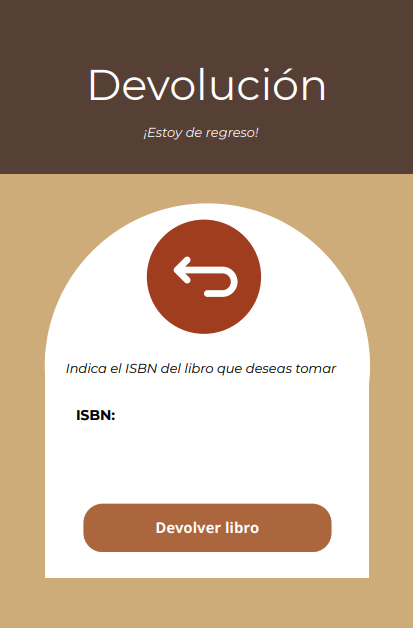 Devolución
¡Estoy de regreso!
Indica el ISBN del libro que deseas tomar
ISBN:
Devolver libro